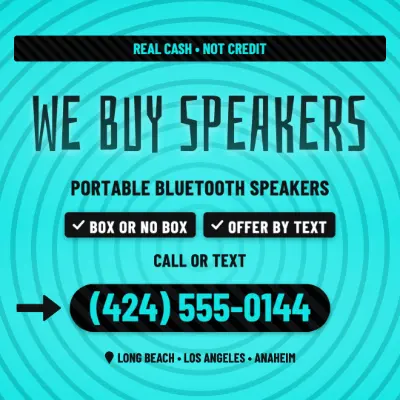 REAL CASH • NOT CREDIT
WE BUY SPEAKERS
PORTABLE BLUETOOTH SPEAKERS
BOX OR NO BOX OFFER BY TEXT
CALL OR TEXT
(424) 555-0144
LONG BEACH • LOS ANGELES • ANAHEIM